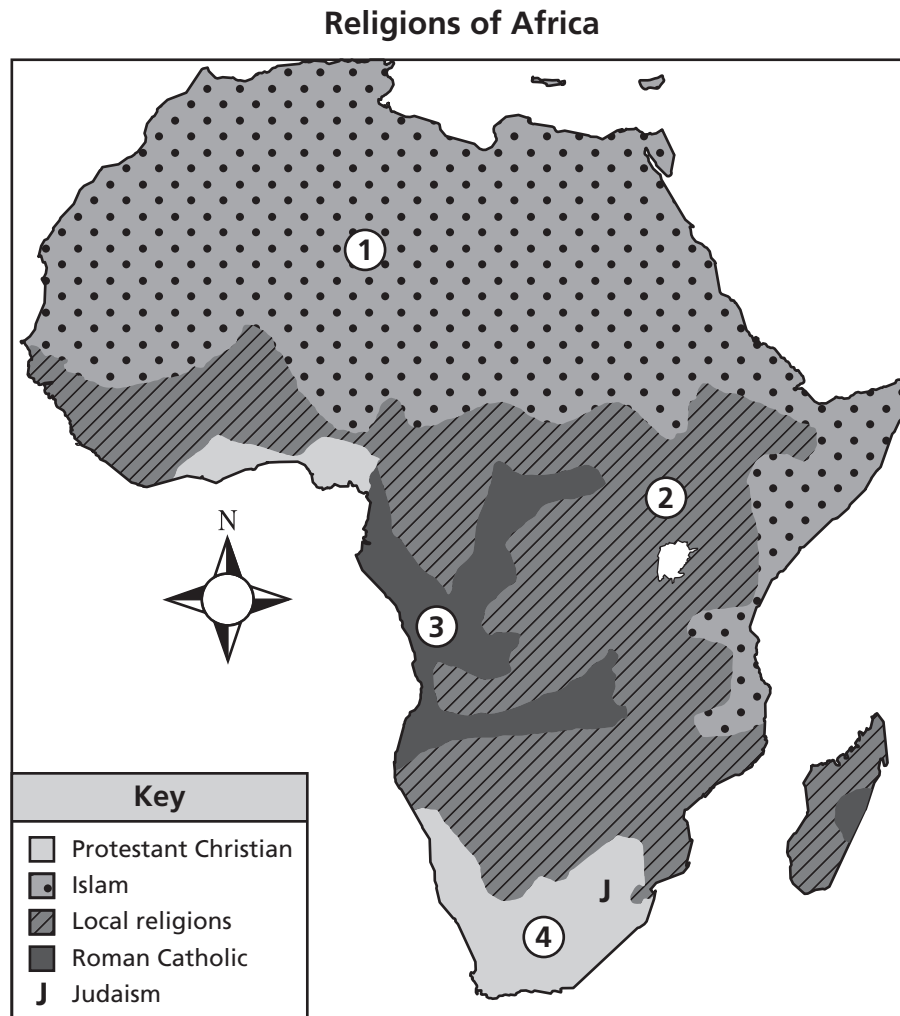 Religions of Africa
1
2
N
3
Key
Protestant Christian
Islam
Local religions
Roman Catholic
J Judaism
J
4